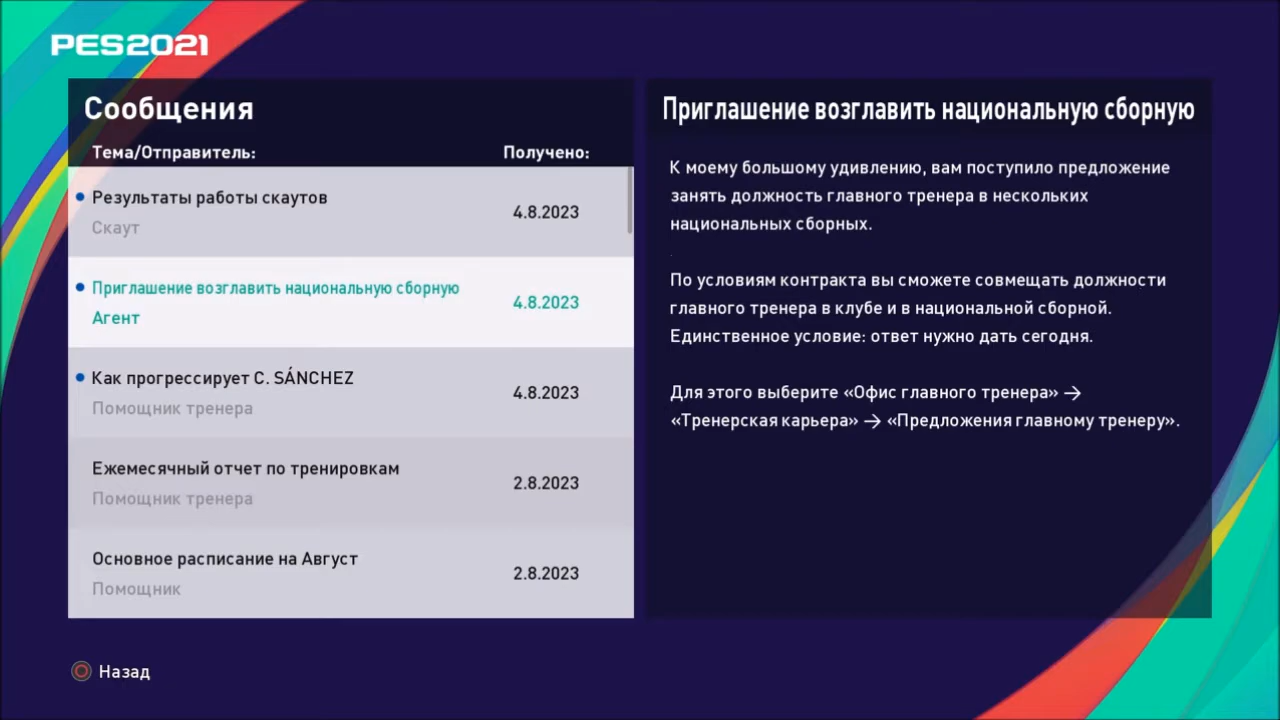 PES2021
Сообщения
Тема/Отправитель:
Получено:
Результаты работы скаутов
Скаут
4.8.2023
Приглашение возглавить национальную сборную
Агент
4.8.2023
Как прогрессирует C. SÁNCHEZ
Помощник тренера
4.8.2023
Ежемесячный отчет по тренировкам
Помощник тренера
2.8.2023
Основное расписание на Август
Помощник
2.8.2023
Приглашение возглавить национальную сборную
К моему большому удивлению, вам поступило предложение
занять должность главного тренера в нескольких
национальных сборных.
По условиям контракта вы сможете совмещать должности
главного тренера в клубе и в национальной сборной.
Единственное условие: ответ нужно дать сегодня.
Для этого выберите «Офис главного тренера» →
«Тренерская карьера» → «Предложения главному тренеру».
Назад